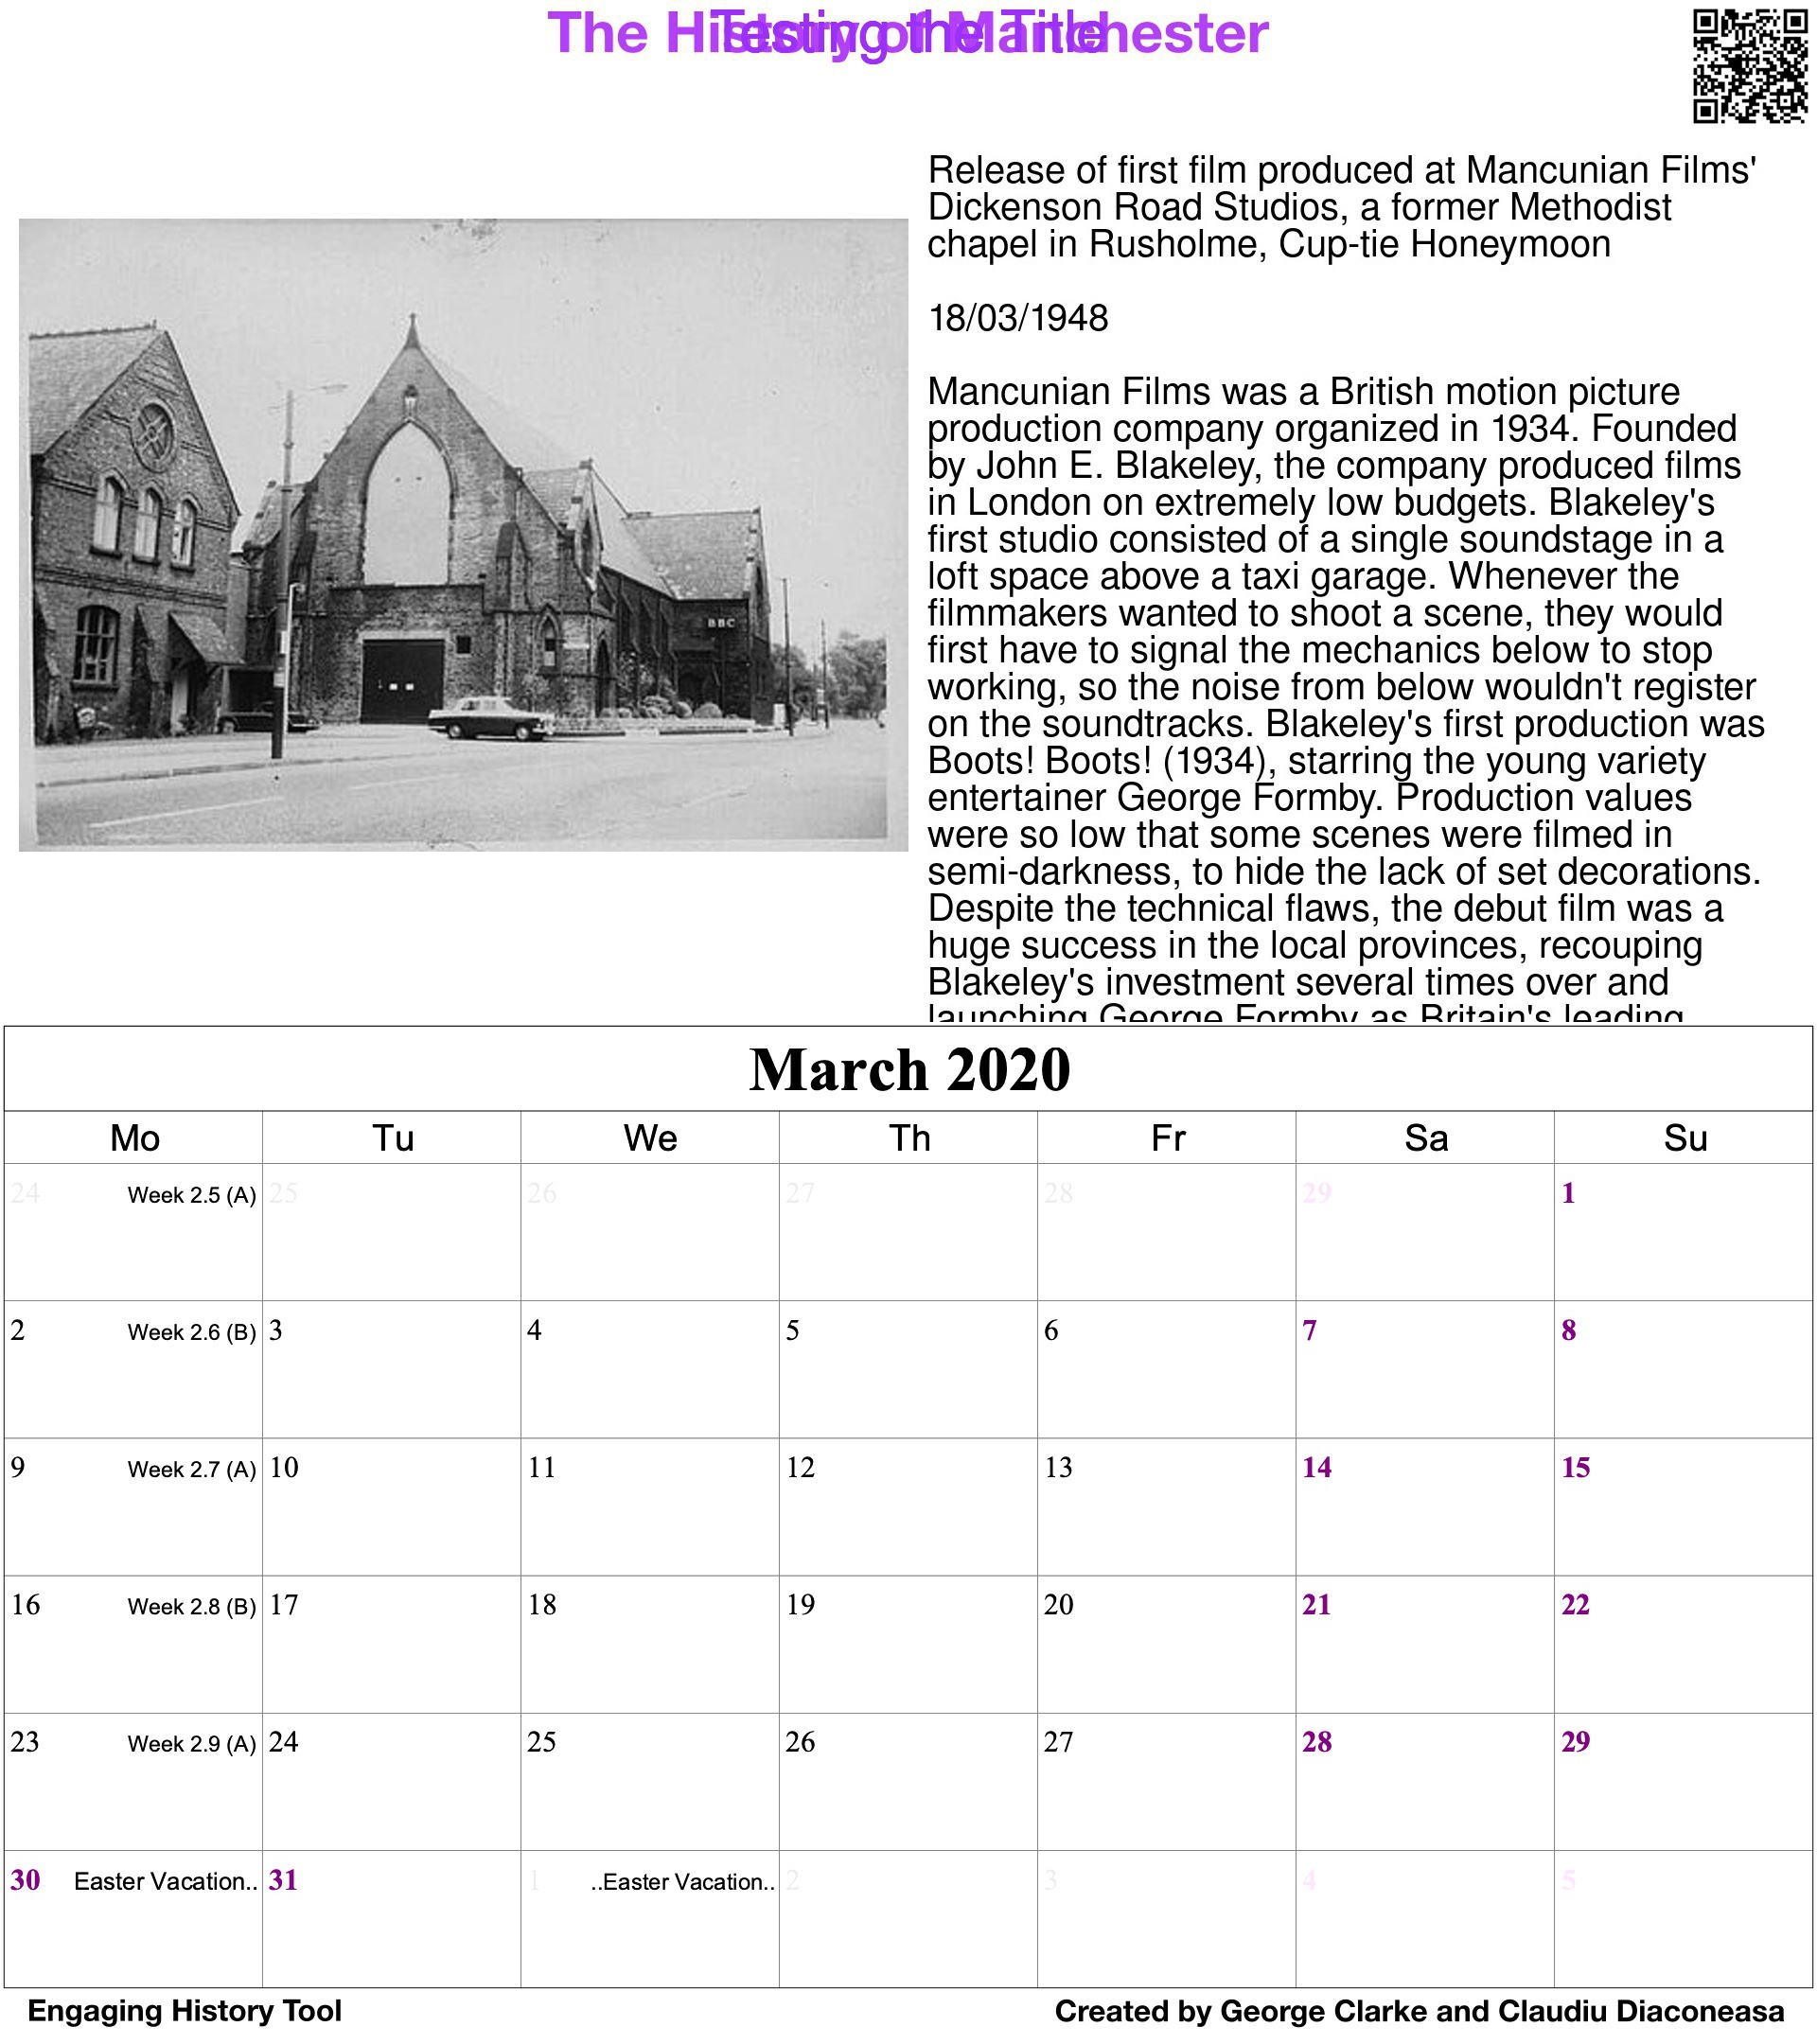 The History of Manchester
Testing the Title
Release of first film produced at Mancunian Films'
Dickenson Road Studios, a former Methodist
chapel in Rusholme, Cup-tie Honeymoon
18/03/1948
Mancunian Films was a British motion picture
production company organized in 1934. Founded
by John E. Blakeley, the company produced films
in London on extremely low budgets. Blakeley's
first studio consisted of a single soundstage in a
loft space above a taxi garage. Whenever the
filmmakers wanted to shoot a scene, they would
first have to signal the mechanics below to stop
working, so the noise from below wouldn't register
on the soundtracks. Blakeley's first production was
Boots! Boots! (1934), starring the young variety
entertainer George Formby. Production values
were so low that some scenes were filmed in
semi-darkness, to hide the lack of set decorations.
Despite the technical flaws, the debut film was a
huge success in the local provinces, recouping
Blakeley's investment several times over and
launching George Formby as Britain's leading
BBC
March 2020
Mo Tu We Th Fr Sa Su
24 Week 2.5 (A) 25 26 27 28 29 1
2 Week 2.6 (B) 3 4 5 6 7 8
9 Week 2.7 (A) 10 11 12 13 14 15
16 Week 2.8 (B) 17 18 19 20 21 22
23 Week 2.9 (A) 24 25 26 27 28 29
30 Easter Vacation.. 31 1 ..Easter Vacation.. 2 3 4 5
Engaging History Tool
Created by George Clarke and Claudiu Diaconeasa